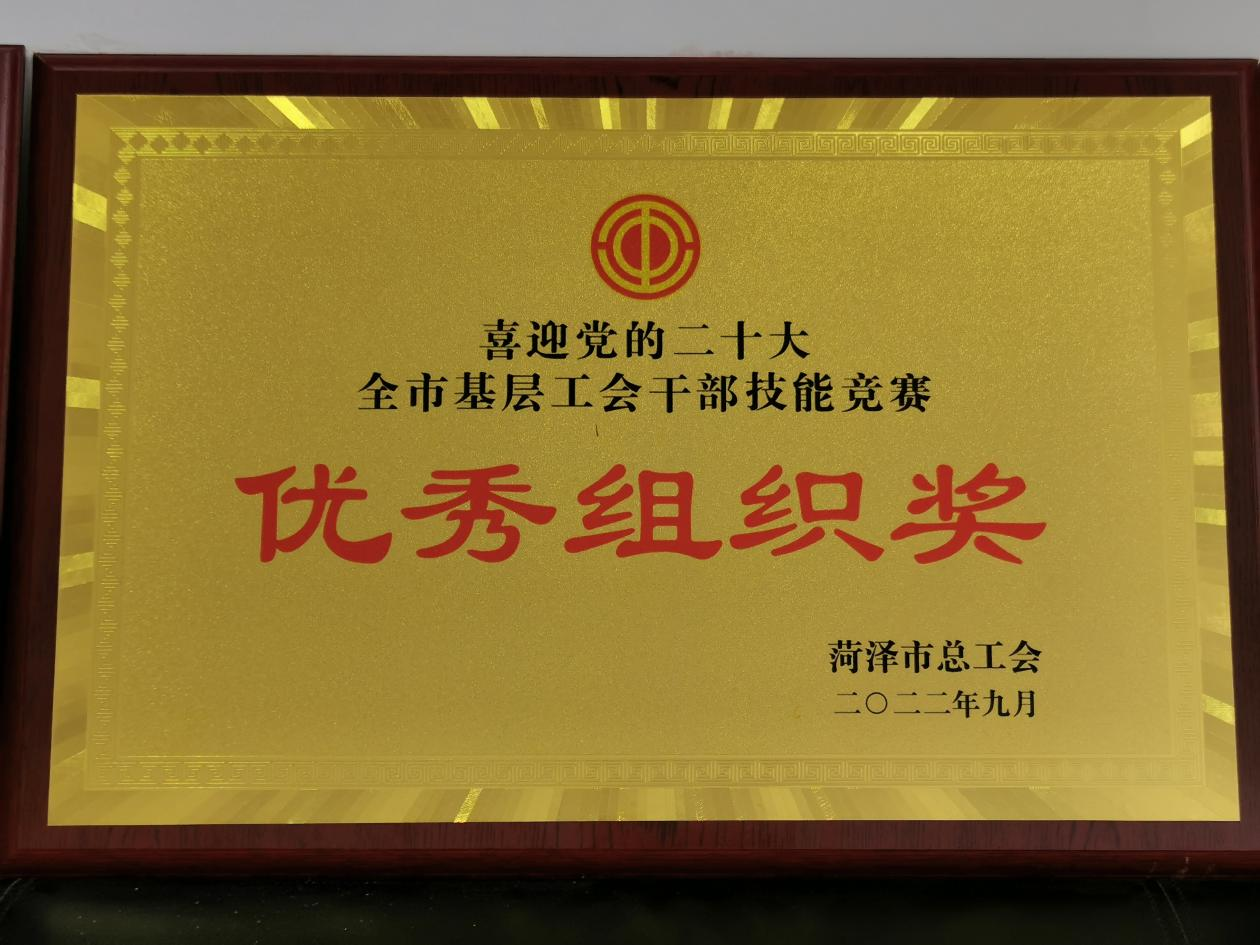 喜迎党的二十大
全市基层工会干部技能竞赛
优秀组织奖
菏泽市总工会
二〇二二年九月